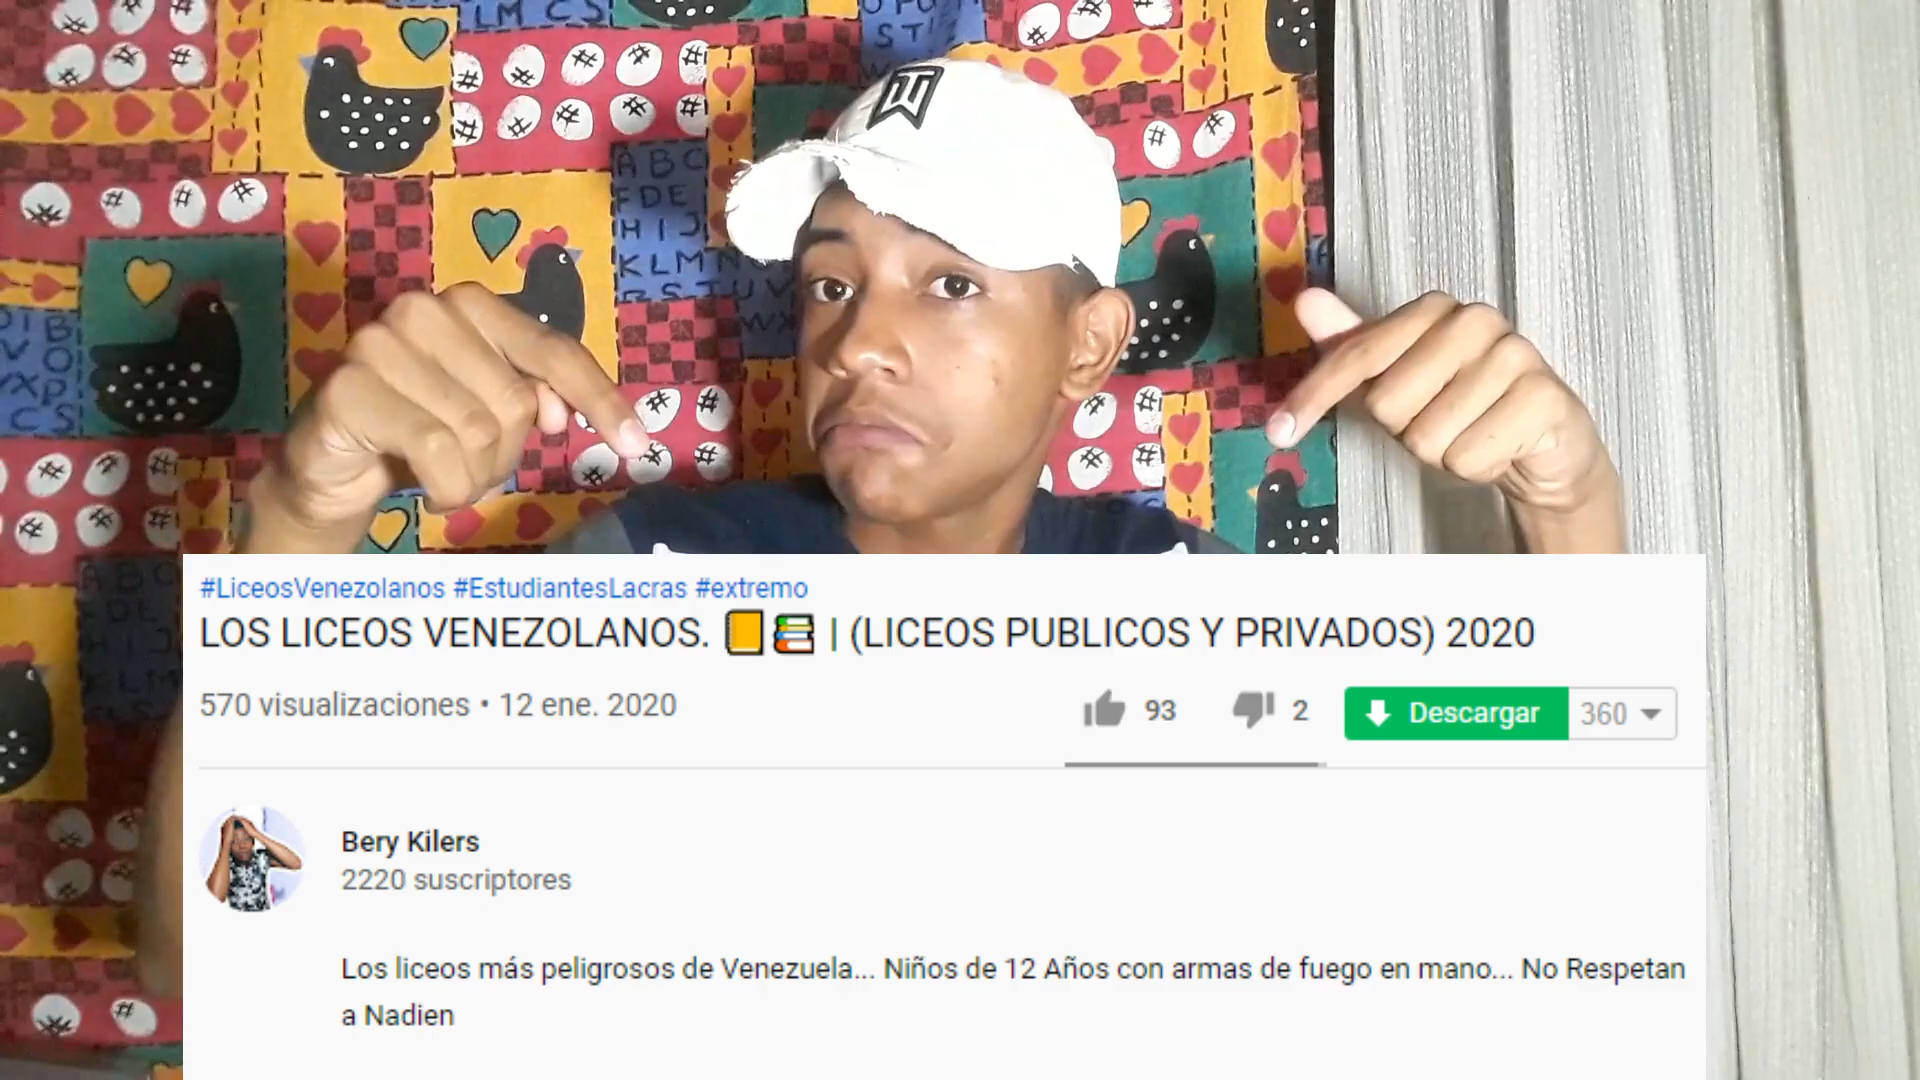 #LiceosVenezolanos #EstudiantesLacras #extremo
LOS LICEOS VENEZOLANOS. 📒📚 | (LICEOS PUBLICOS Y PRIVADOS) 2020
570 visualizaciones • 12 ene. 2020
93
2
Descargar
360
Bery Kilers
2220 suscriptores
Los liceos más peligrosos de Venezuela... Niños de 12 Años con armas de fuego en mano... No Respetan
a Nadien